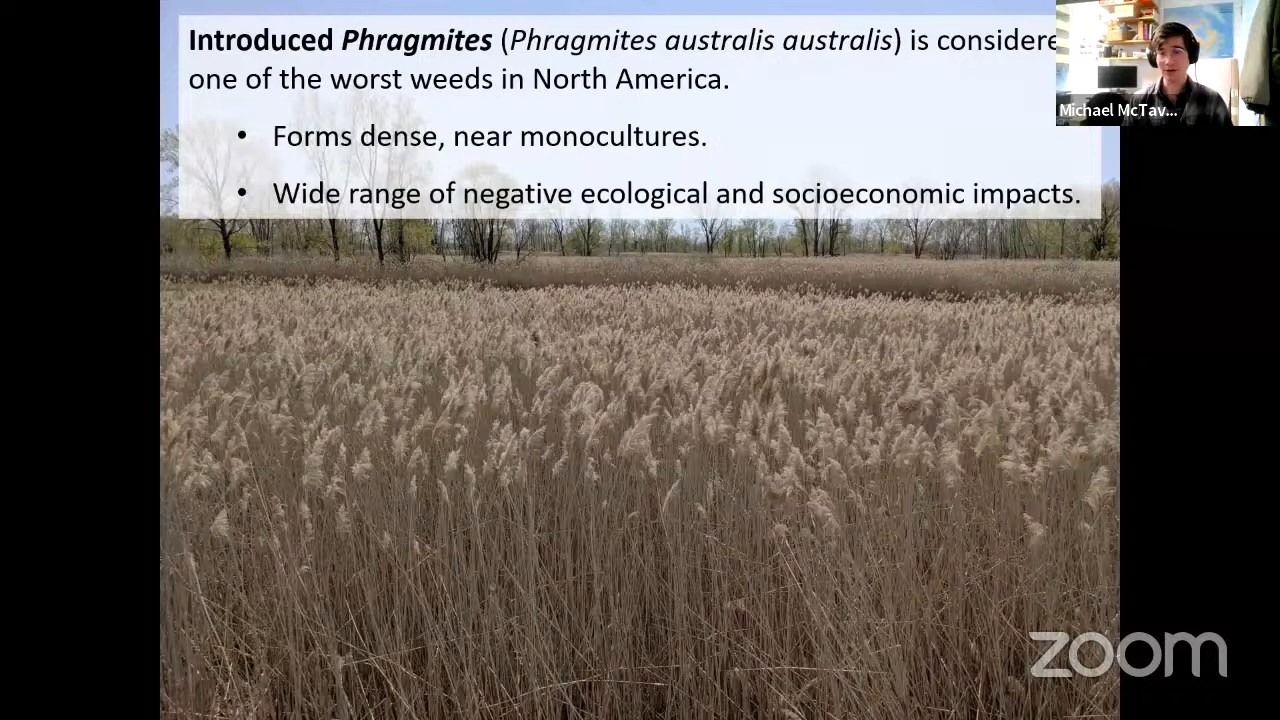 Introduced Phragmites (Phragmites australis australis) is considere
one of the worst weeds in North America.
• Forms dense, near monocultures.
• Wide range of negative ecological and socioeconomic impacts.
Michael McTav...
zoom